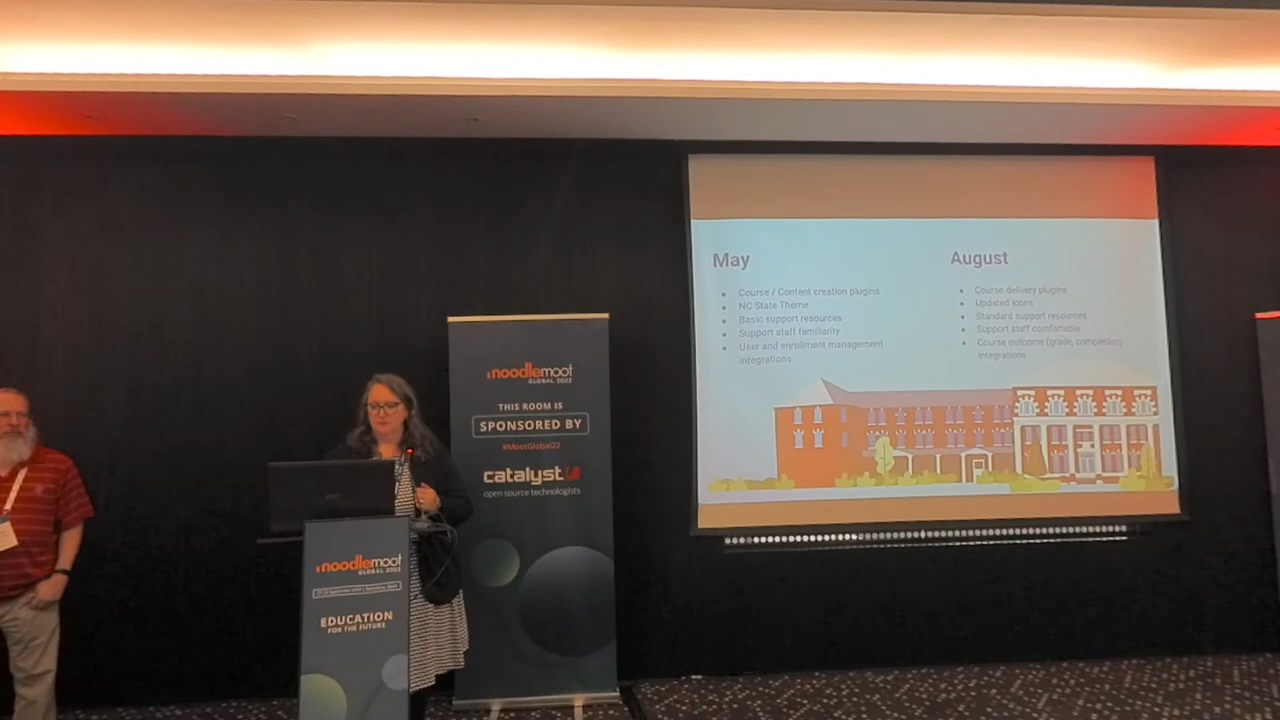 May
Course / Content creation plugins
NC State Theme
Basic support resources
Support staff familiarity
User and enrollment management
integrations
August
Course delivery plugins
Updated icons
Standard support resources
Support staff comfortable
Course outcome (grade, completion)
integrations
moodlemoot
GLOBAL 2022
THIS ROOM IS
SPONSORED BY
#MootGlobal22
catalyst
open source technologists
moodlemoot
GLOBAL 2022
EDUCATION
FOR THE FUTURE